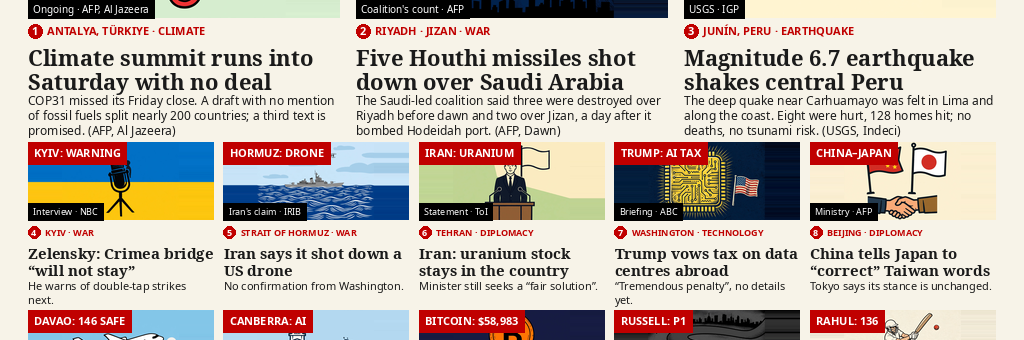 Ongoing · AFP, Al Jazeera
Coalition's count · AFP
USGS · IGP
1 ANTALYA, TÜRKIYE · CLIMATE
Climate summit runs into
Saturday with no deal
COP31 missed its Friday close. A draft with no mention
of fossil fuels split nearly 200 countries; a third text is
promised. (AFP, Al Jazeera)
2 RIYADH · JIZAN · WAR
Five Houthi missiles shot
down over Saudi Arabia
The Saudi-led coalition said three were destroyed over
Riyadh before dawn and two over Jizan, a day after it
bombed Hodeidah port. (AFP, Dawn)
3 JUNÍN, PERU · EARTHQUAKE
Magnitude 6.7 earthquake
shakes central Peru
The deep quake near Carhuamayo was felt in Lima and
along the coast. Eight were hurt, 128 homes hit; no
deaths, no tsunami risk. (USGS, Indeci)
KYIV: WARNING
Interview · NBC
4 KYIV · WAR
Zelensky: Crimea bridge
“will not stay”
He warns of double-tap strikes
next.
HORMUZ: DRONE
Iran's claim · IRIB
5 STRAIT OF HORMUZ · WAR
Iran says it shot down a
US drone
No confirmation from Washington.
IRAN: URANIUM
Statement · ToI
6 TEHRAN · DIPLOMACY
Iran: uranium stock
stays in the country
Minister still seeks a “fair solution”.
TRUMP: AI TAX
Briefing · ABC
7 WASHINGTON · TECHNOLOGY
Trump vows tax on data
centres abroad
“Tremendous penalty”, no details
yet.
CHINA–JAPAN
Ministry · AFP
8 BEIJING · DIPLOMACY
China tells Japan to
“correct” Taiwan words
Tokyo says its stance is unchanged.
DAVAO: 146 SAFE
CANBERRA: AI
BITCOIN: $58,983
RUSSELL: P1
RAHUL: 136